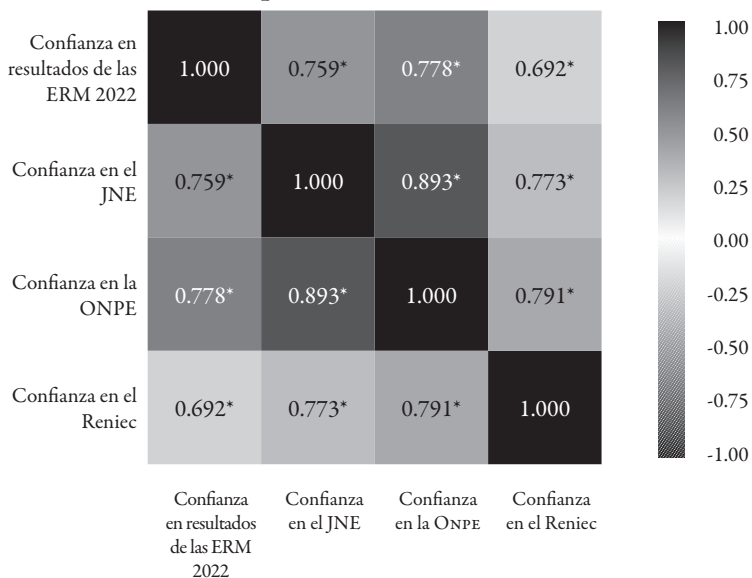 Confianza en
resultados de las
ERM 2022
1.000
0.759*
0.778*
0.692*
Confianza en el
JNE
0.759*
1.000
0.893*
0.773*
Confianza en la
ONPE
0.778*
0.893*
1.000
0.791*
Confianza en el
Reniec
0.692*
0.773*
0.791*
1.000
Confianza
en resultados
de las ERM
2022
Confianza
en el JNE
Confianza
en la ONPE
Confianza
en el Reniec
1.00
0.75
0.50
0.25
0.00
-0.25
-0.50
-0.75
-1.00